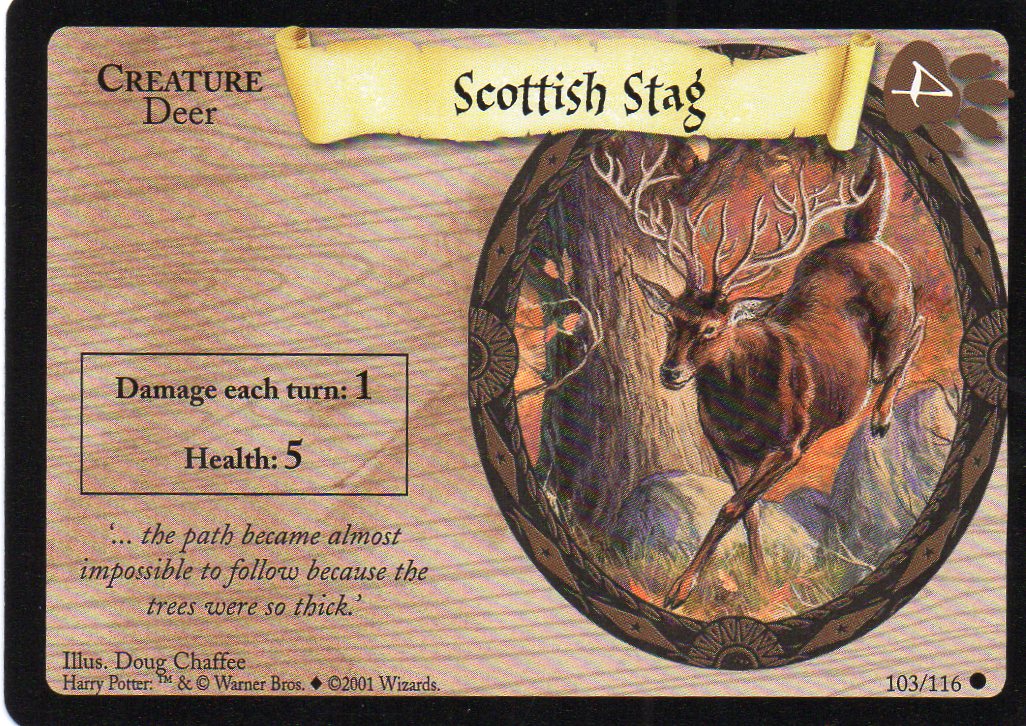 CREATURE
Deer
Scottish Stag
4
Damage each turn: 1
Health: 5
‘... the path became almost
impossible to follow because the
trees were so thick.’
Illus. Doug Chaffee
Harry Potter: ™ & © Warner Bros. ♦ ©2001 Wizards.
103/116 ●